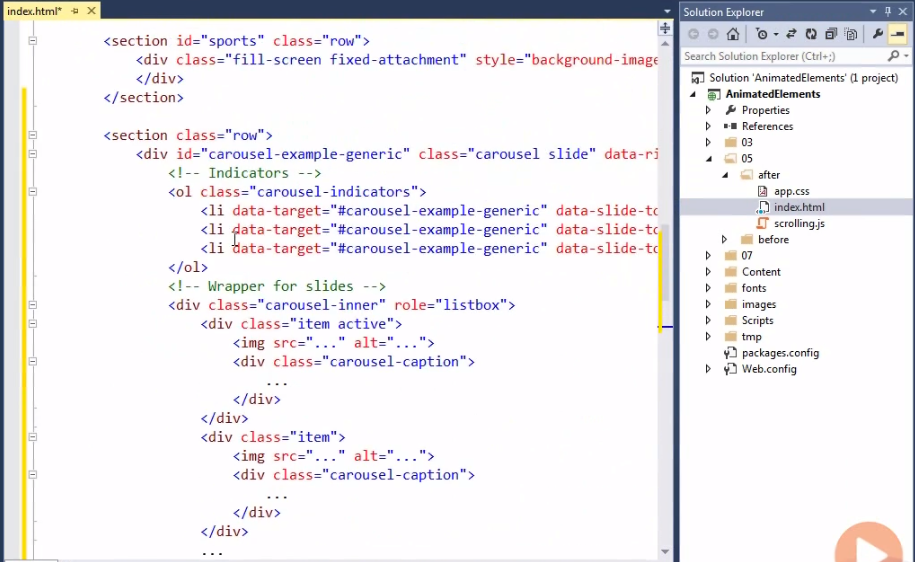 index.html*
<section id="sports" class="row">
<div class="fill-screen fixed-attachment" style="background-image
</div>
</section>
<section class="row">
<div id="carousel-example-generic" class="carousel slide" data-ri
<!-- Indicators -->
<ol class="carousel-indicators">
<li data-target="#carousel-example-generic" data-slide-to
<li data-target="#carousel-example-generic" data-slide-to
<li data-target="#carousel-example-generic" data-slide-to
</ol>
<!-- Wrapper for slides -->
<div class="carousel-inner" role="listbox">
<div class="item active">
<img src="..." alt="...">
<div class="carousel-caption">
...
</div>
</div>
<div class="item">
<img src="..." alt="...">
<div class="carousel-caption">
...
</div>
</div>
...
Solution Explorer
Search Solution Explorer (Ctrl+;)
Solution 'AnimatedElements' (1 project)
AnimatedElements
Properties
References
03
05
after
app.css
index.html
scrolling.js
before
07
Content
fonts
images
Scripts
tmp
packages.config
Web.config